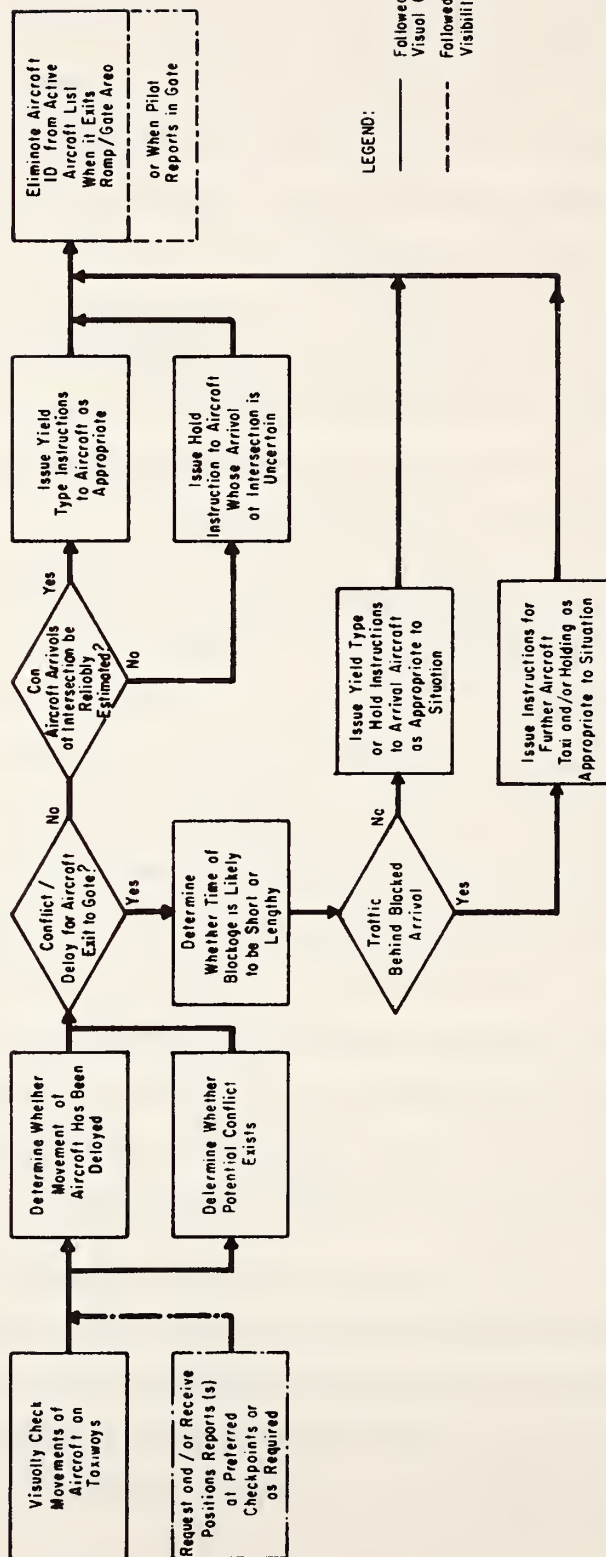 Visually Check
Movements of
Aircraft on
Taxiways
Request and / or Receive
Positions Reports (s)
at Preferred
Checkpoints or
as Required
Determine Whether
Movement of
Aircraft Has Been
Delayed
Determine Whether
Potential Conflict
Exists
Conflict /
Delay for Aircraft
Exit to Gate?
No
Yes
Determine
Whether Time of
Blockage is Likely
to be Short or
Lengthy
Can
Aircraft Arrivals
at Intersection be
Reliably
Estimated?
Yes
No
Issue Yield
Type Instructions
to Aircraft as
Appropriate
Issue Hold
Instruction to Aircraft
Whose Arrival
at Intersection is
Uncertain
Traffic
Behind Blocked
Arrival
No
Yes
Issue Yield Type
or Hold Instructions
to Arrival Aircraft
as Appropriate to
Situation
Issue Instructions for
Further Aircraft
Taxi and/or Holding as
Appropriate to Situation
Eliminate Aircraft
ID from Active
Aircraft List
When it Exits
Ramp/Gate Area
or When Pilot
Reports in Gate
LEGEND:
Followed
Visual
Followed